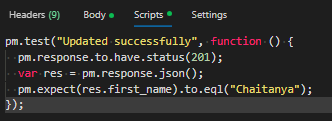 Headers (9) Body Scripts Settings
pm.test("Updated successfully", function () {
pm.response.to.have.status(201);
var res = pm.response.json();
pm.expect(res.first_name).to.eql("Chaitanya");
});